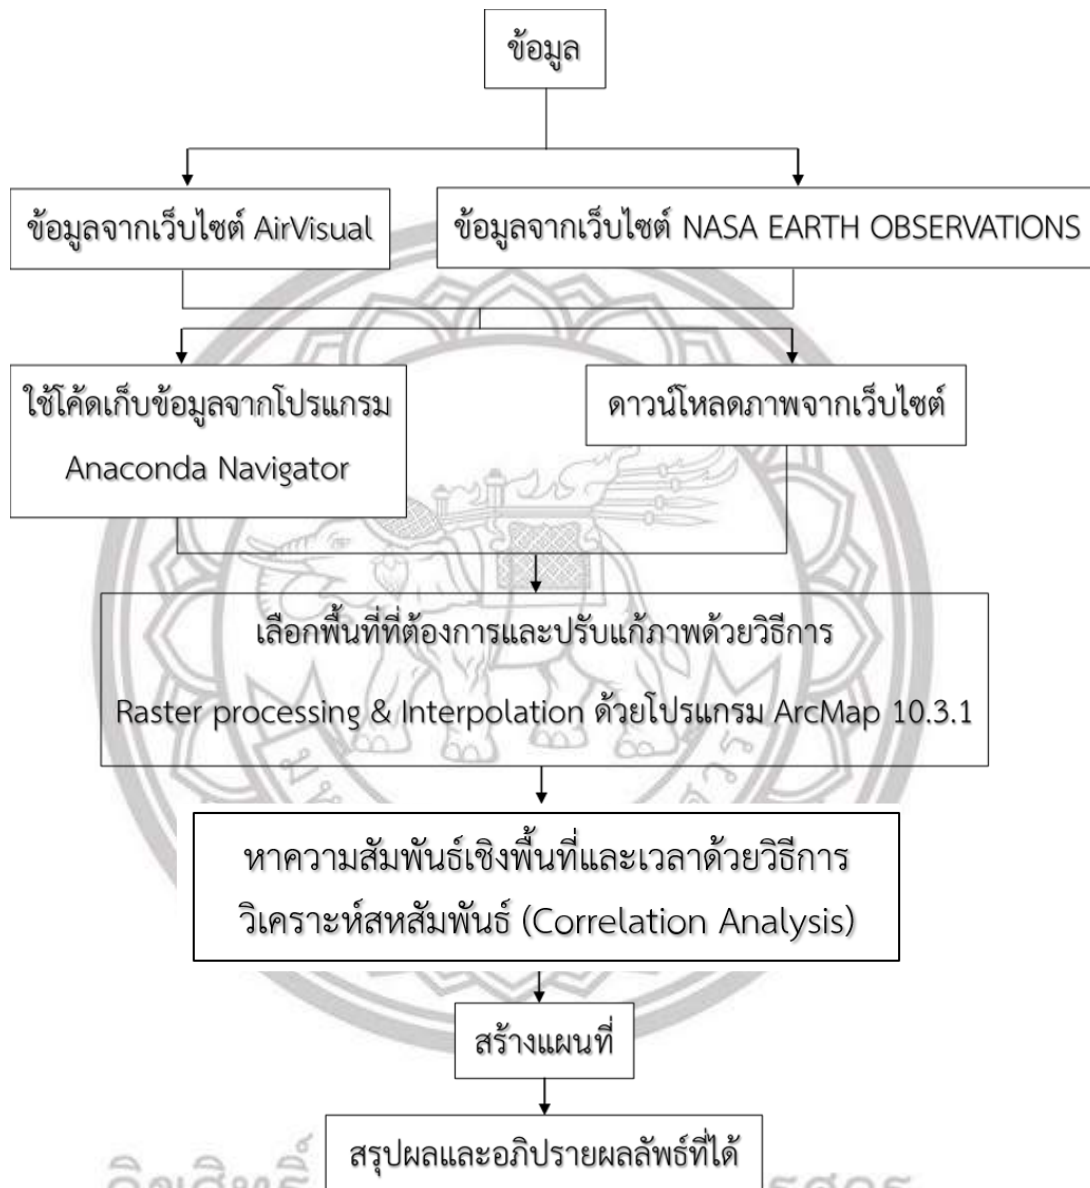 ข้อมูล
ข้อมูลจากเว็บไซต์ AirVisual
ข้อมูลจากเว็บไซต์ NASA EARTH OBSERVATIONS
ใช้โค้ดเก็บข้อมูลจากโปรแกรม
Anaconda Navigator
ดาวน์โหลดภาพจากเว็บไซต์
เลือกพื้นที่ที่ต้องการและปรับแก้ภาพด้วยวิธีการ
Raster processing & Interpolation ด้วยโปรแกรม ArcMap 10.3.1
หาความสัมพันธ์เชิงพื้นที่และเวลาด้วยวิธีการ
วิเคราะห์สหสัมพันธ์ (Correlation Analysis)
สร้างแผนที่
สรุปผลและอภิปรายผลลัพธ์ที่ได้